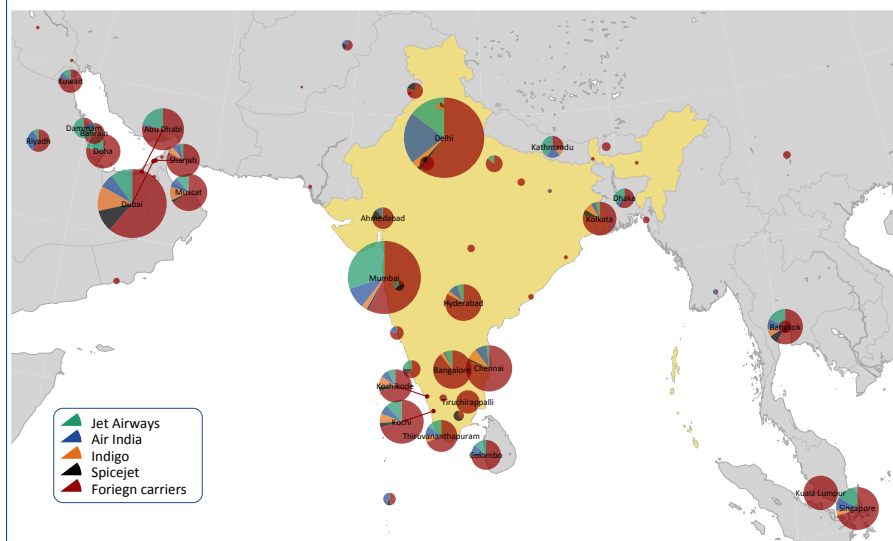 Kuwait
Dammam
Bahrain
Riyadh
Doha
Abu Dhabi
Sharjah
Muscat
Dubai
Delhi
Kathmandu
Dhaka
Kolkata
Ahmedabad
Mumbai
Hyderabad
Bangkok
Bangalore
Chennai
Kozhikode
Tiruchirappalli
Kochi
Thiruvananthapuram
Colombo
Kuala Lumpur
Singapore
Jet Airways
Air India
Indigo
Spicejet
Foriegn carriers